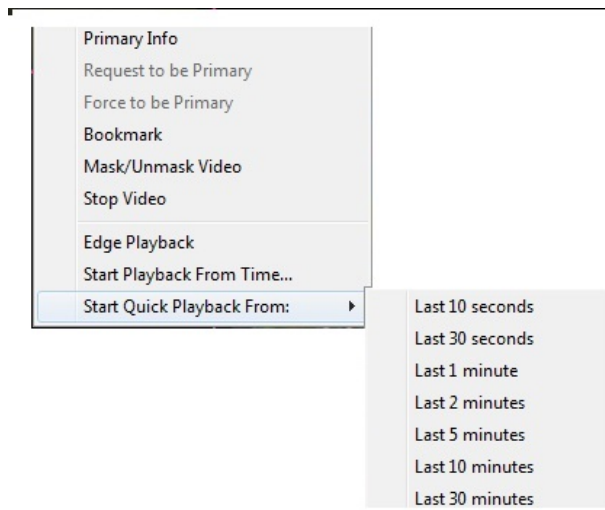 Primary Info
Request to be Primary
Force to be Primary
Bookmark
Mask/Unmask Video
Stop Video
Edge Playback
Start Playback From Time...
Start Quick Playback From:
Last 10 seconds
Last 30 seconds
Last 1 minute
Last 2 minutes
Last 5 minutes
Last 10 minutes
Last 30 minutes